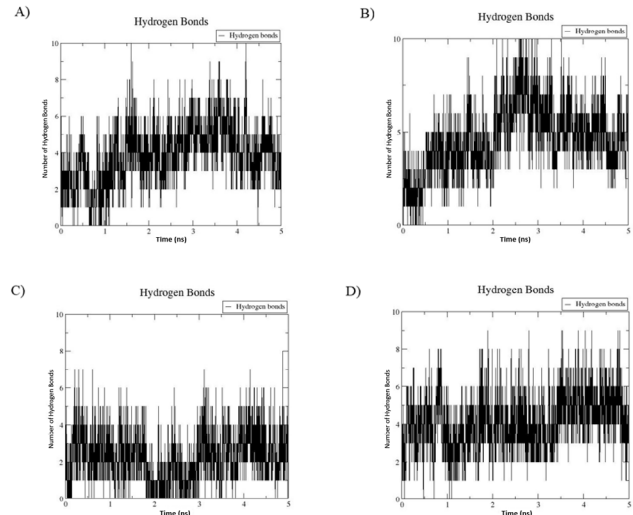 A)
Hydrogen Bonds
Hydrogen bonds
10
8
6
4
2
0
Number of Hydrogen Bonds
0 1 2 3 4 5
Time (ns)
B)
Hydrogen Bonds
Hydrogen bonds
10
5
0
Number of Hydrogen Bonds
0 1 2 3 4 5
Time (ns)
C)
Hydrogen Bonds
Hydrogen bonds
10
8
6
4
2
0
Number of Hydrogen Bonds
0 1 2 3 4 5
Time (ns)
D)
Hydrogen Bonds
Hydrogen bonds
10
8
6
4
2
0
Number of Hydrogen Bonds
0 1 2 3 4 5
Time (ns)